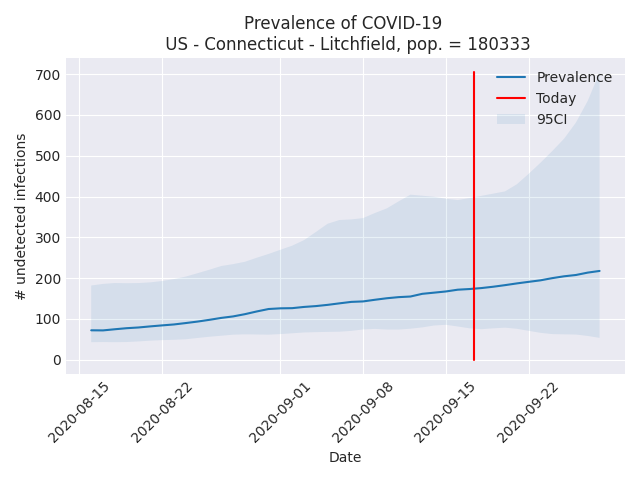 Prevalence of COVID-19
US - Connecticut - Litchfield, pop. = 180333
700
600
500
400
300
200
100
0
# undetected infections
Prevalence
Today
95CI
2020-08-15
2020-08-22
2020-09-01
2020-09-08
2020-09-15
2020-09-22
Date